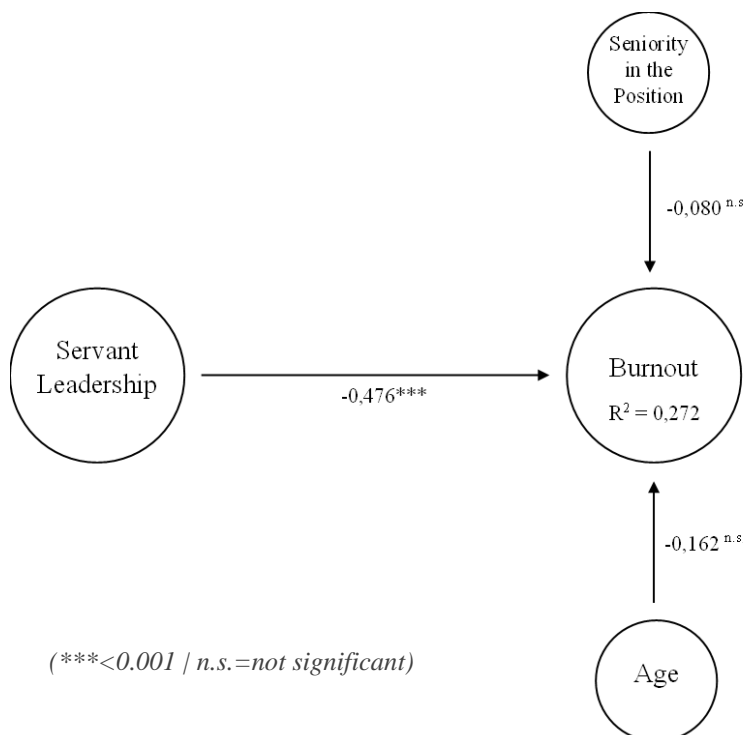 Seniority
in the
Position
-0,080 n.s
Servant
Leadership
-0,476***
Burnout
R² = 0,272
-0,162 n.s
(***<0.001 / n.s.=not significant)
Age